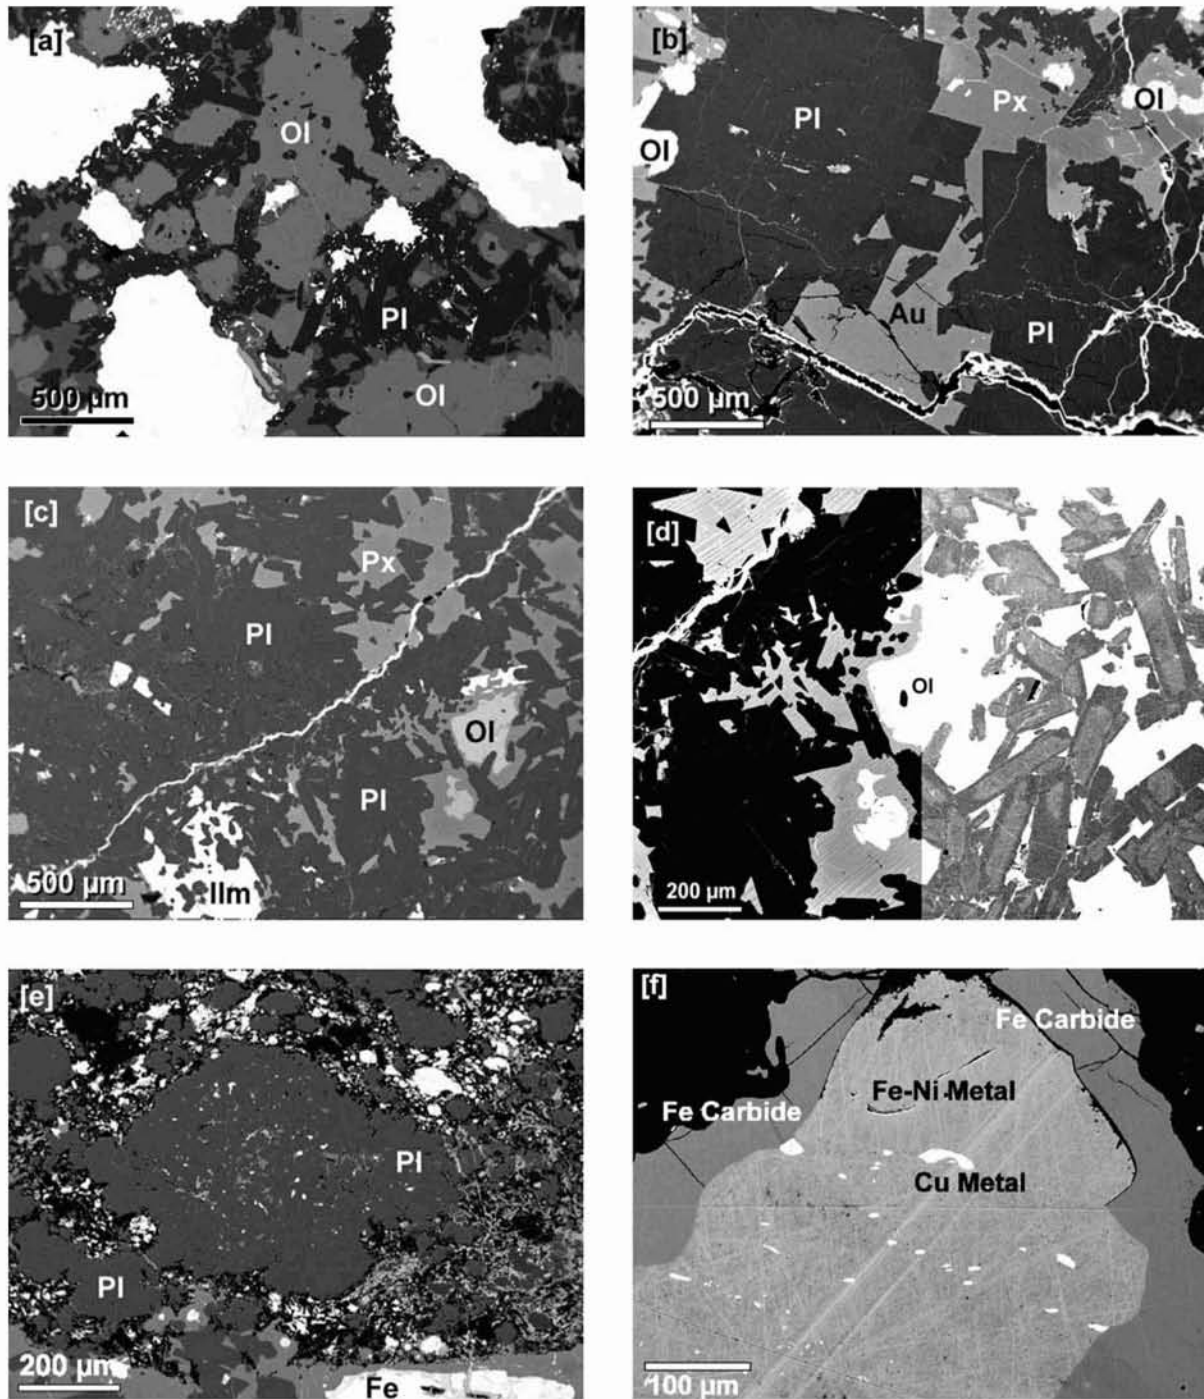 [a]
Ol
Pl
Ol
500 µm
[b]
Pl
Px
Ol
Ol
Au
Pl
500 µm
[c]
Px
Pl
Ol
Pl
Ilm
500 µm
[d]
Ol
200 µm
[e]
Pl
Pl
200 µm
Fe
[f]
Fe Carbide
Fe-Ni Metal
Fe Carbide
Cu Metal
100 µm